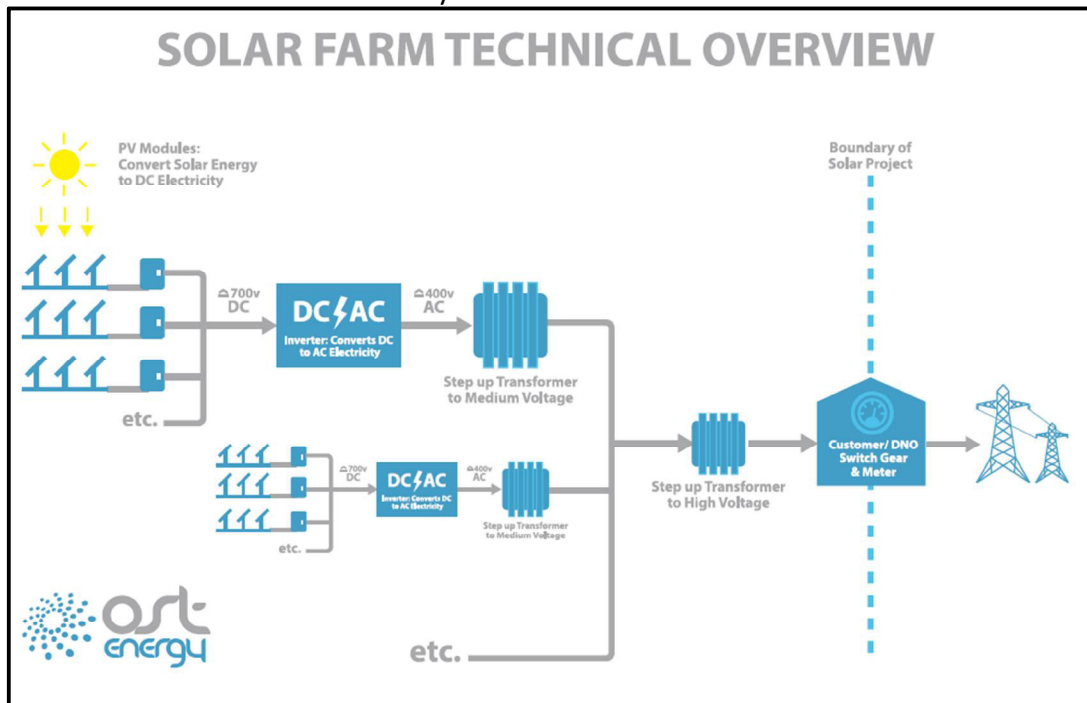 SOLAR FARM TECHNICAL OVERVIEW
PV Modules:
Convert Solar Energy
to DC Electricity
Boundary of
Solar Project
≏700v
DC
DC AC
Inverter: Converts DC
to AC Electricity
≏400v
AC
Step up Transformer
to Medium Voltage
etc.
≏700v
DC
DC AC
Inverter: Converts DC
to AC Electricity
≏400v
AC
Step up Transformer
to Medium Voltage
etc.
Step up Transformer
to High Voltage
Customer/ DNO
Switch Gear
& Meter
etc.
ost
energy